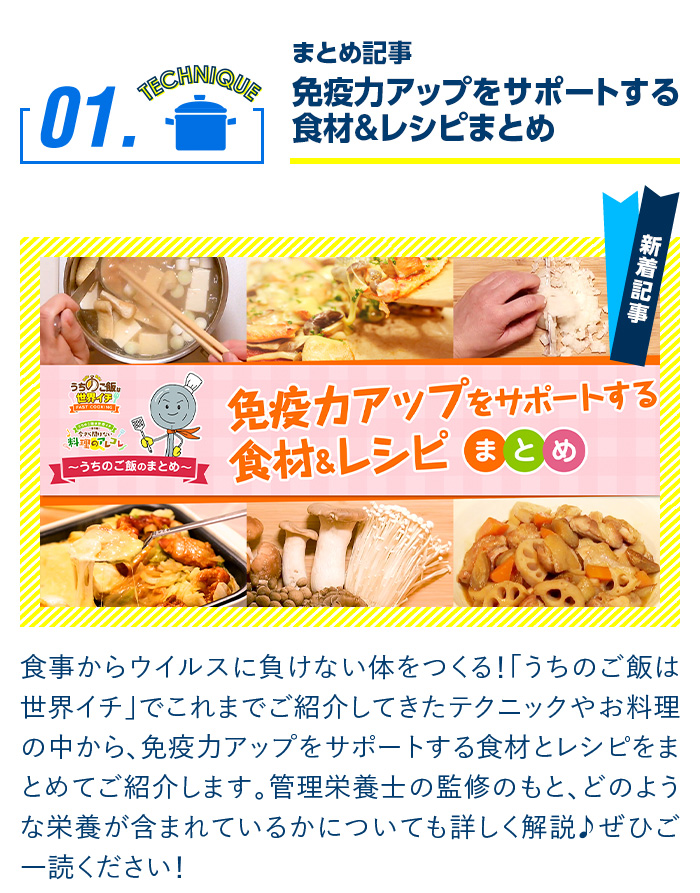 TECHNIQUE
01.
まとめ記事
免疫力アップをサポートする
食材&レシピまとめ
新着記事
うちのご飯は
世界イチ
FAST COOKING
今さら聞けない
料理のアレコレ
～うちのご飯のまとめ～
免疫力アップをサポートする
食材&レシピ まとめ
食事からウイルスに負けない体をつくる！「うちのご飯は
世界イチ」でこれまでご紹介してきたテクニックやお料理
の中から、免疫力アップをサポートする食材とレシピをま
とめてご紹介します。管理栄養士の監修のもと、どのよう
な栄養が含まれているかについても詳しく解説♪ぜひご
一読ください！